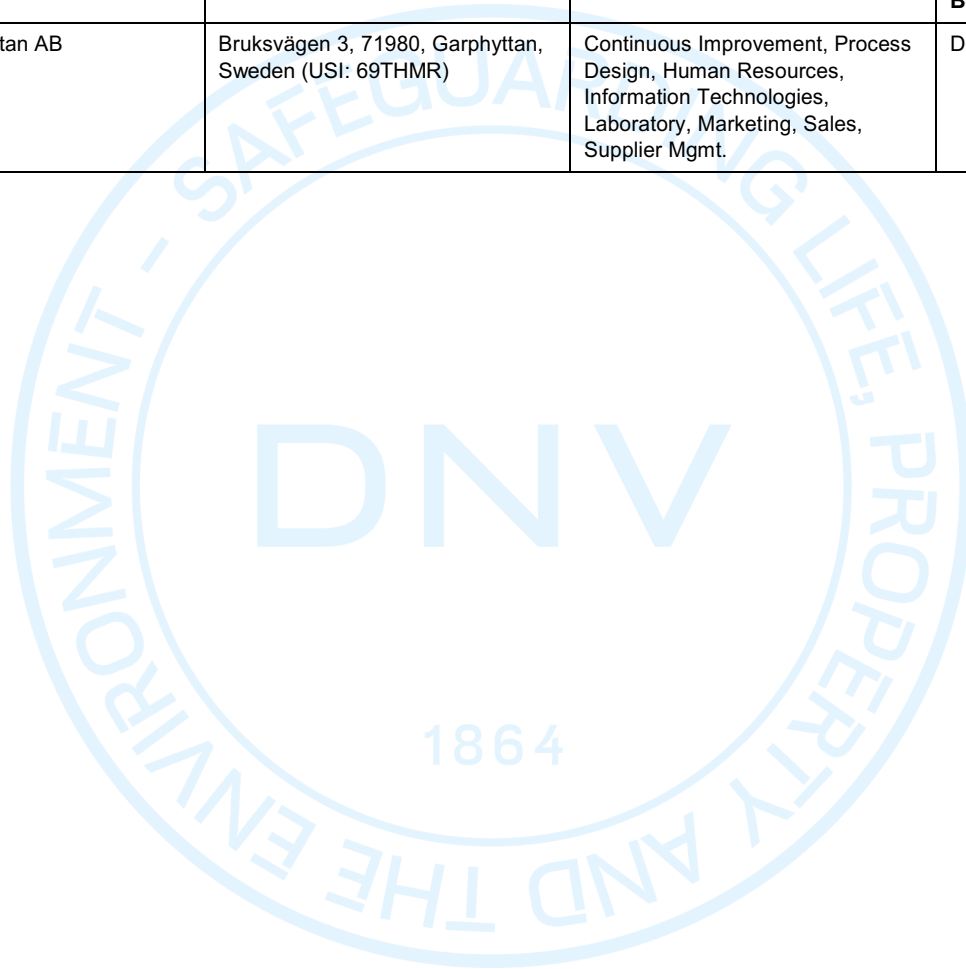 B
tan AB
Bruksvägen 3, 71980, Garphyttan,
Sweden (USI: 69THMR)
Continuous Improvement, Process
Design, Human Resources,
Information Technologies,
Laboratory, Marketing, Sales,
Supplier Mgmt.
D
SAFEGUARDING LIFE, PROPERTY AND THE ENVIRONMENT -
DNV
1864